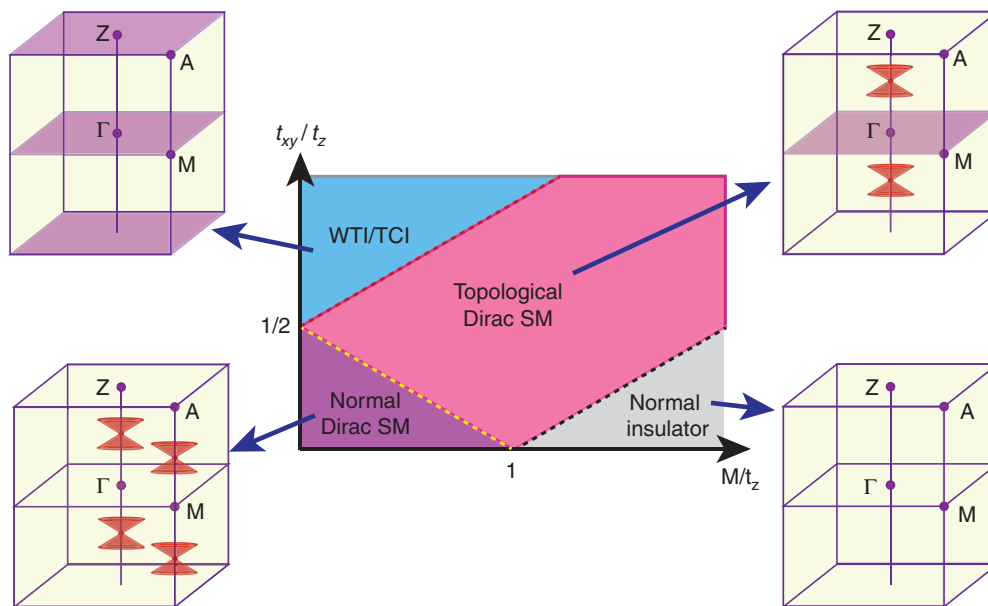 Z
A
Γ
M
Z
A
Γ
M
t_xy / t_z
WTI/TCI
Topological
Dirac SM
1/2
Normal
Dirac SM
Normal
insulator
1
M/t_z
Z
A
Γ
M
Z
A
Γ
M